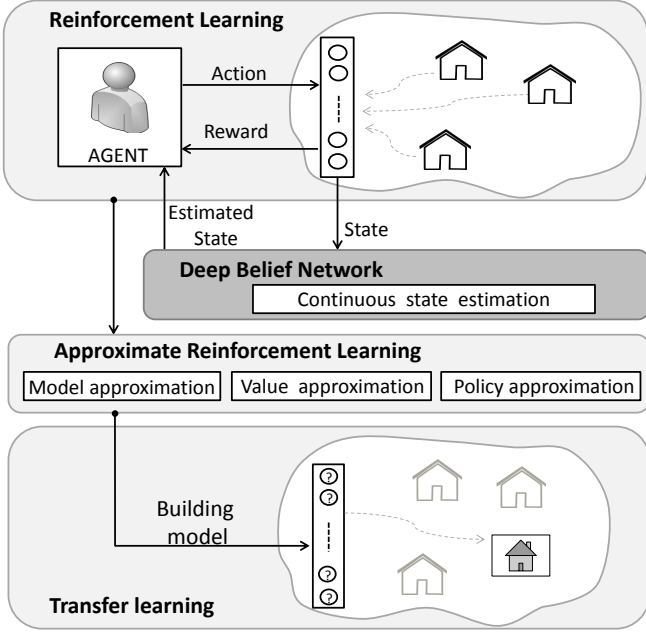 Reinforcement Learning
Action
Reward
AGENT
Estimated
State
State
Deep Belief Network
Continuous state estimation
Approximate Reinforcement Learning
Model approximation
Value approximation
Policy approximation
?
?
Building
model
?
?
Transfer learning